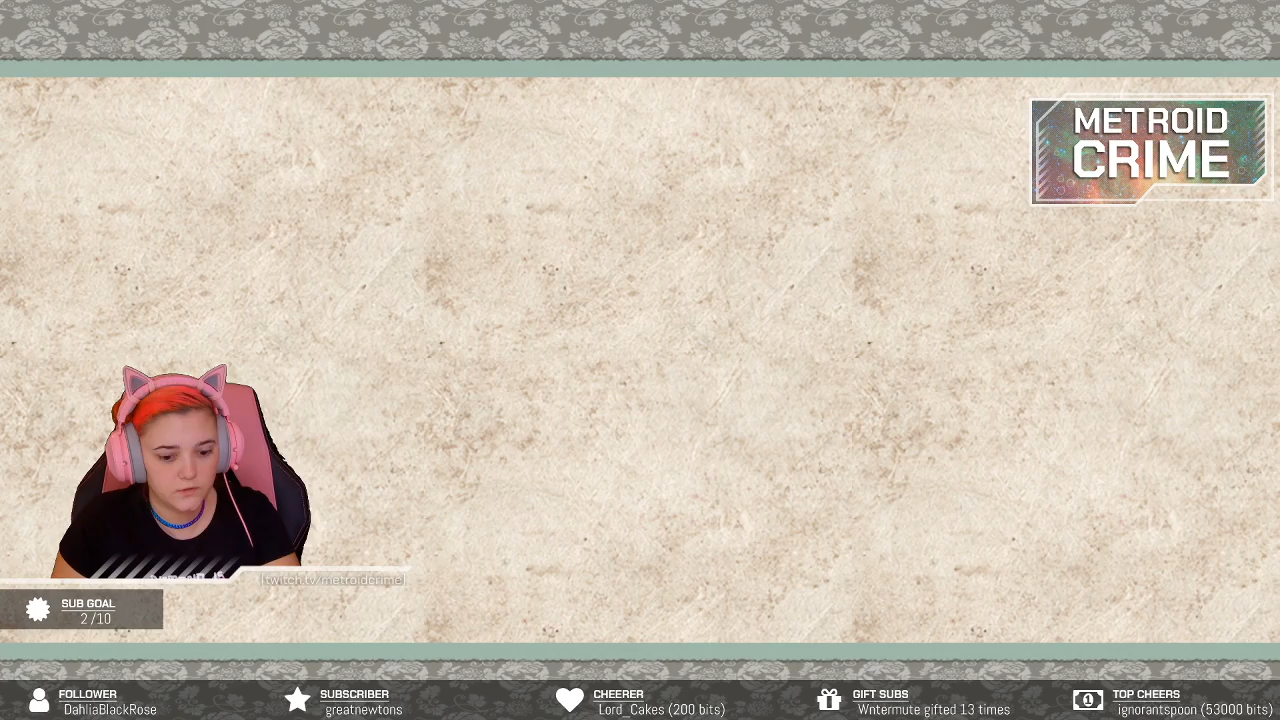 METROID
CRIME
[twitch.tv/metroidcrime]
SUB GOAL
2 /10
FOLLOWER
DahliaBlackRose
SUBSCRIBER
greatnewtons
CHEERER
Lord_Cakes (200 bits)
GIFT SUBS
Wntermute gifted 13 times
TOP CHEERS
ignorantspoon (53000 bits)